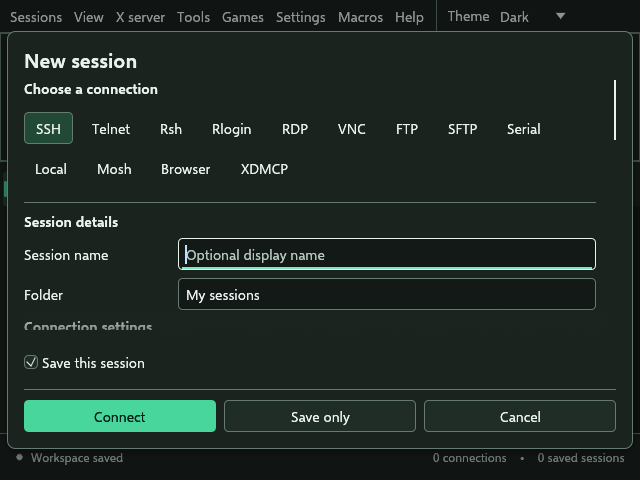 Sessions View X server Tools Games Settings Macros Help Theme Dark
New session
Choose a connection
SSH Telnet Rsh Rlogin RDP VNC FTP SFTP Serial
Local Mosh Browser XDMCP
Session details
Session name Optional display name
Folder My sessions
Connection settings
Save this session
Connect Save only Cancel
Workspace saved 0 connections • 0 saved sessions